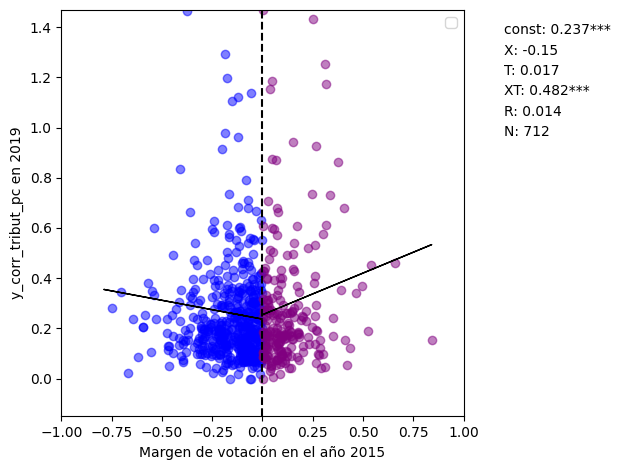 1.4
1.2
1.0
0.8
0.6
0.4
0.2
0.0
y_corr_tribut_pc en 2019
−1.00 −0.75 −0.50 −0.25 0.00 0.25 0.50 0.75 1.00
Margen de votación en el año 2015
const: 0.237***
X: -0.15
T: 0.017
XT: 0.482***
R: 0.014
N: 712